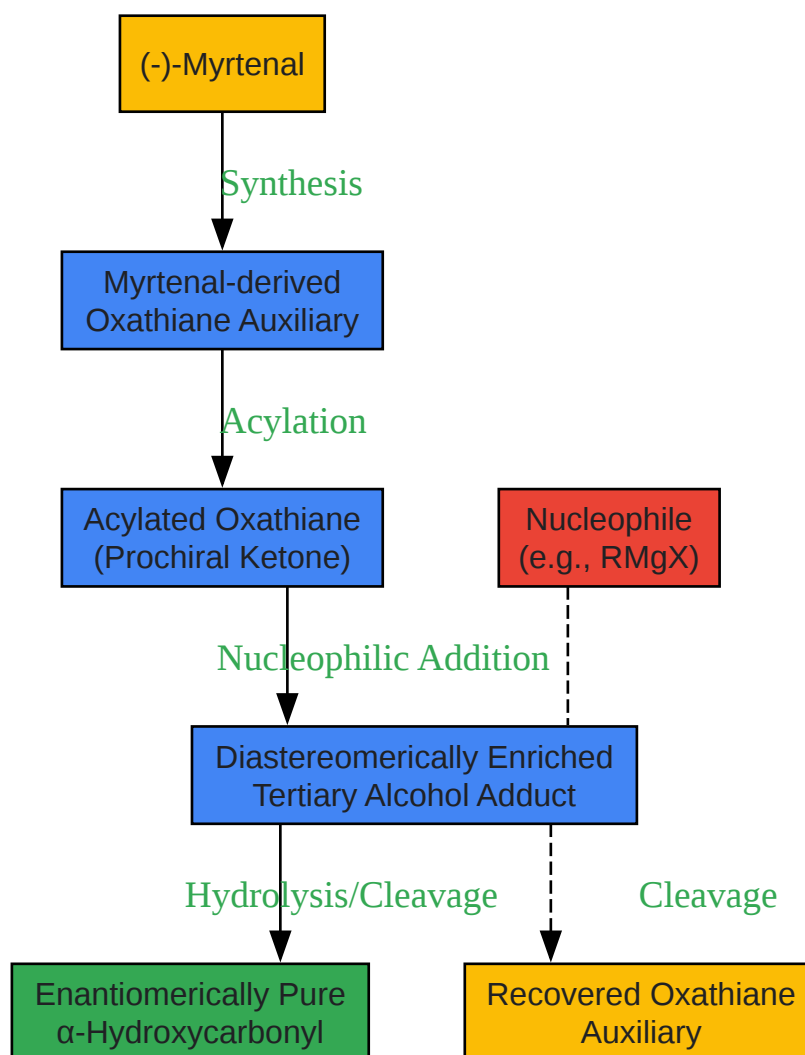 (-)-Myrtenal
Synthesis
Myrtenal-derived
Oxathiane Auxiliary
Acylation
Acylated Oxathiane
(Prochiral Ketone)
Nucleophile
(e.g., RMgX)
Nucleophilic Addition
Diastereomerically Enriched
Tertiary Alcohol Adduct
Hydrolysis/Cleavage
Cleavage
Enantiomerically Pure
α-Hydroxycarbonyl
Recovered Oxathiane
Auxiliary